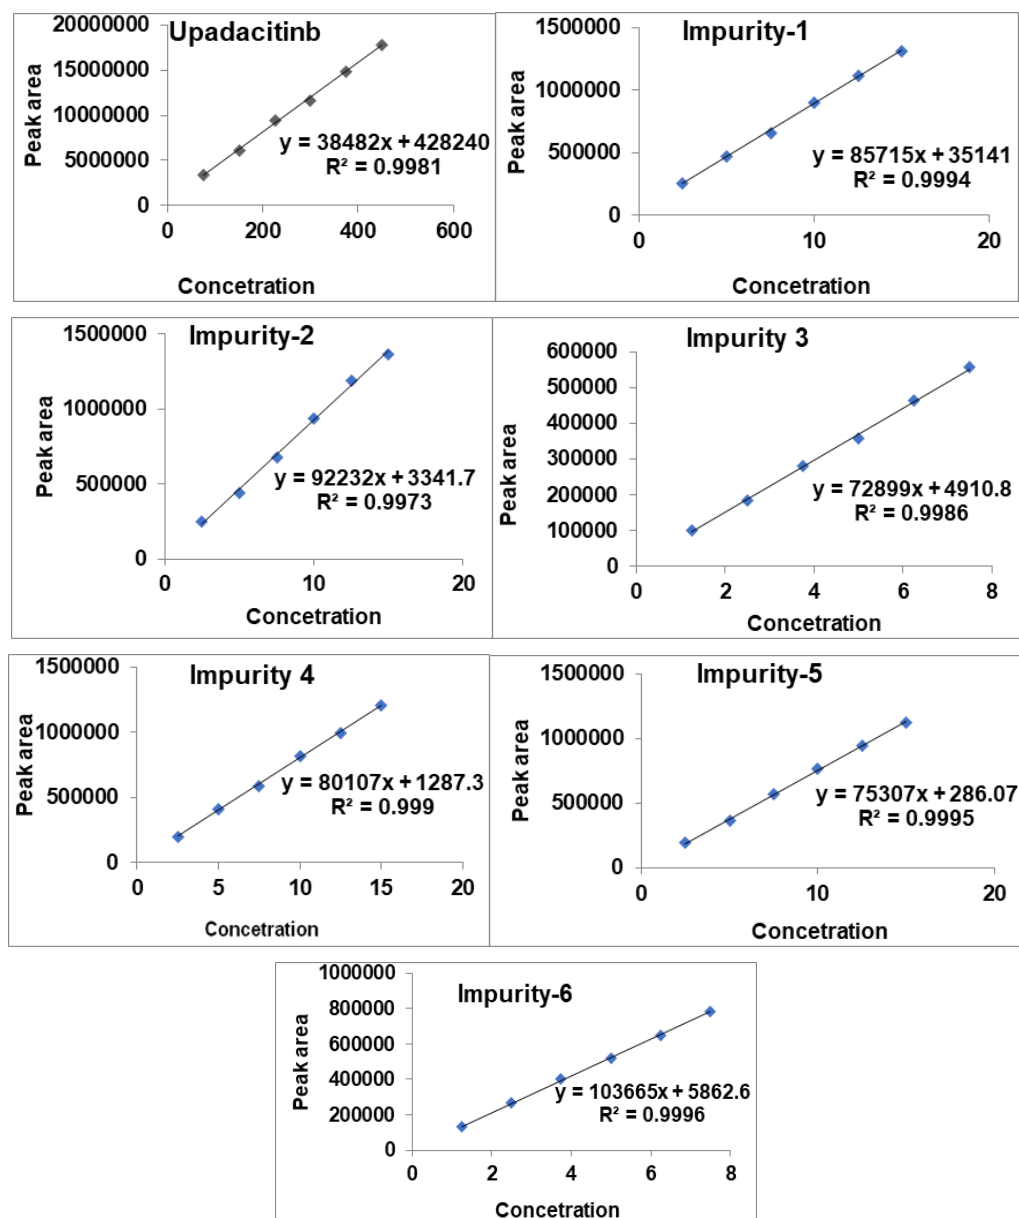 Upadacitinb
Peak area
20000000
15000000
10000000
5000000
0
y = 38482x + 428240
R² = 0.9981
0 200 400 600
Concetration
Impurity-1
Peak area
1500000
1000000
500000
0
y = 85715x + 35141
R² = 0.9994
0 10 20
Concetration
Impurity-2
Peak area
1500000
1000000
500000
0
y = 92232x + 3341.7
R² = 0.9973
0 10 20
Concetration
Impurity 3
Peak area
600000
500000
400000
300000
200000
100000
0
y = 72899x + 4910.8
R² = 0.9986
0 2 4 6 8
Concetration
Impurity 4
Peak area
1500000
1000000
500000
0
y = 80107x + 1287.3
R² = 0.999
0 5 10 15 20
Concetration
Impurity-5
Peak area
1500000
1000000
500000
0
y = 75307x + 286.07
R² = 0.9995
0 10 20
Concetration
Impurity-6
Peak area
1000000
800000
600000
400000
200000
0
y = 103665x + 5862.6
R² = 0.9996
0 2 4 6 8
Concetration